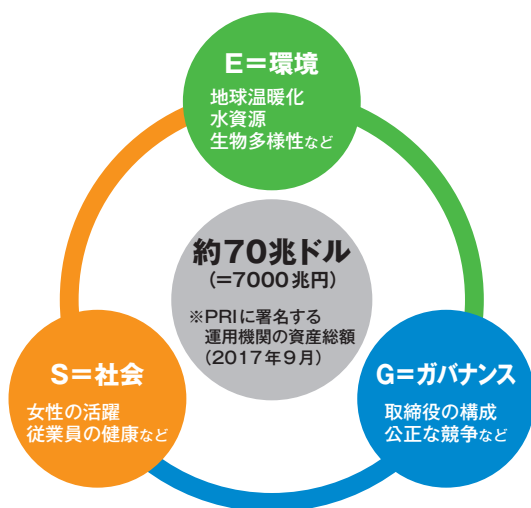 E＝環境
地球温暖化
水資源
生物多様性など
約70兆ドル
(＝7000兆円)
※PRIに署名する
運用機関の資産総額
(2017年9月)
S＝社会
女性の活躍
従業員の健康など
G＝ガバナンス
取締役の構成
公正な競争など